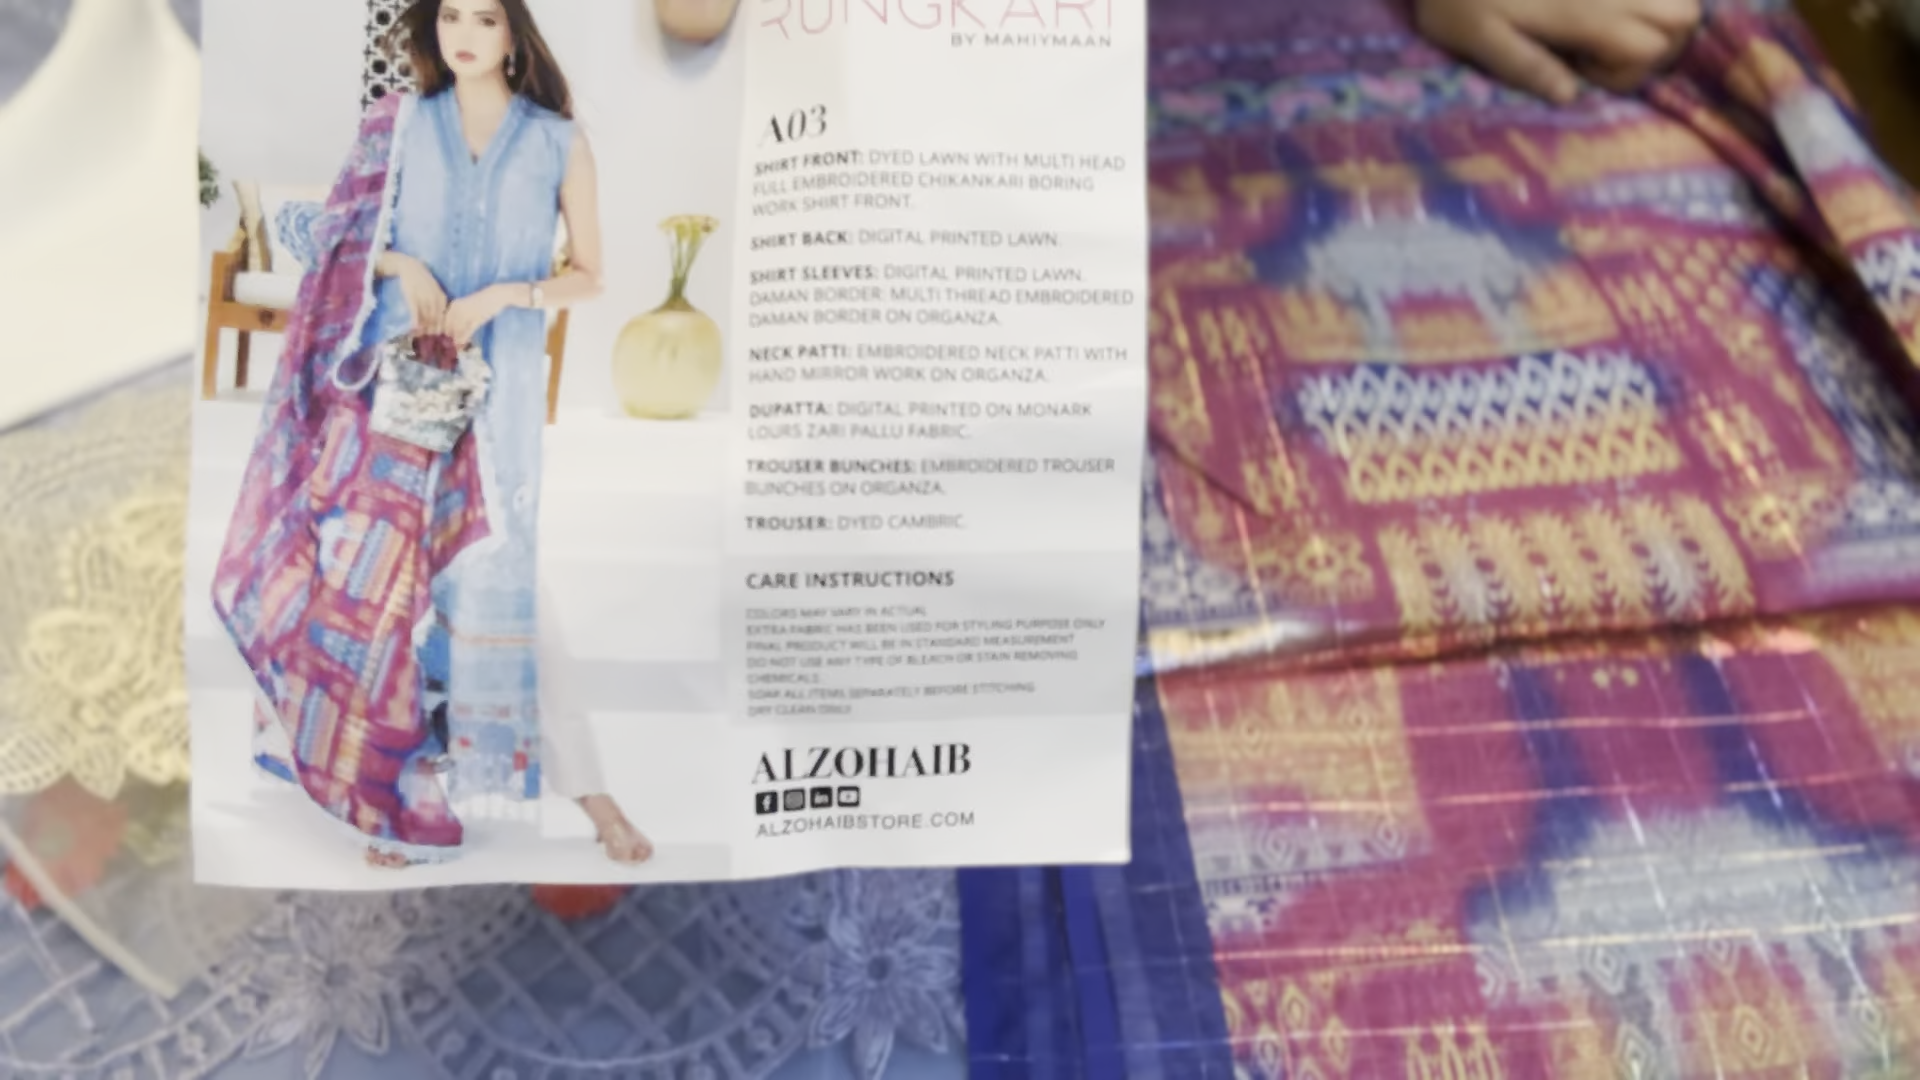 RUNGKARI
BY MAHIYMAAN
A03
SHIRT FRONT: DYED LAWN WITH MULTI HEAD
FULL EMBROIDERED CHIKANKARI BORING
WORK SHIRT FRONT.
SHIRT BACK: DIGITAL PRINTED LAWN.
SHIRT SLEEVES: DIGITAL PRINTED LAWN.
DAMAN BORDER: MULTI THREAD EMBROIDERED
DAMAN BORDER ON ORGANZA.
NECK PATTI: EMBROIDERED NECK PATTI WITH
HAND MIRROR WORK ON ORGANZA.
DUPATTA: DIGITAL PRINTED ON MONARK
LOURS ZARI PALLU FABRIC.
TROUSER BUNCHES: EMBROIDERED TROUSER
BUNCHES ON ORGANZA.
TROUSER: DYED CAMBRIC.
CARE INSTRUCTIONS
COLORS MAY VARY IN ACTUAL
EXTRA FABRIC HAS BEEN USED FOR STYLING PURPOSE ONLY
FINAL PRODUCT WILL BE IN STANDARD MEASUREMENT
DO NOT USE ANY TYPE OF BLEACH OR STAIN REMOVING
CHEMICALS.
SOAK ALL ITEMS SEPARATELY BEFORE STITCHING
DRY CLEAN ONLY
ALZOHAIB
ALZOHAIBSTORE.COM